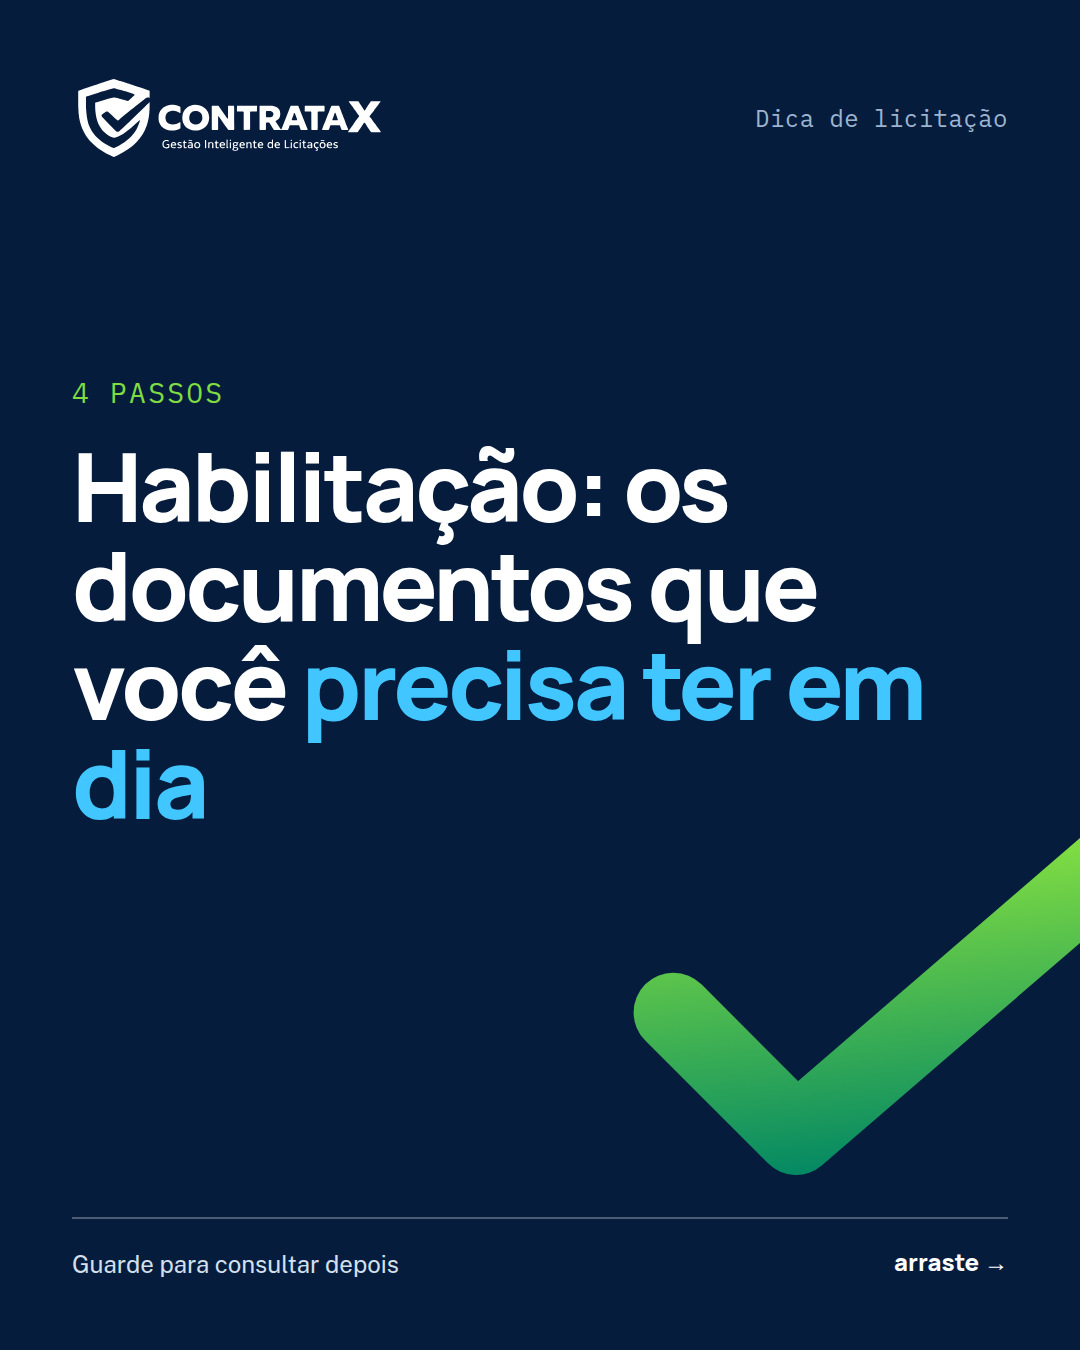 CONTRATAX
Gestão Inteligente de Licitações
Dica de licitação
4 PASSOS
Habilitação: os
documentos que
você precisa ter em
dia
Guarde para consultar depois
arraste →